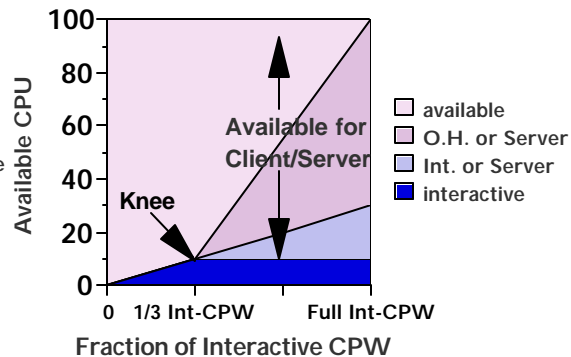 100
80
60
40
20
0
Available CPU
Available for
Client/Server
Knee
0 1/3 Int-CPW Full Int-CPW
Fraction of Interactive CPW
available
O.H. or Server
Int. or Server
interactive